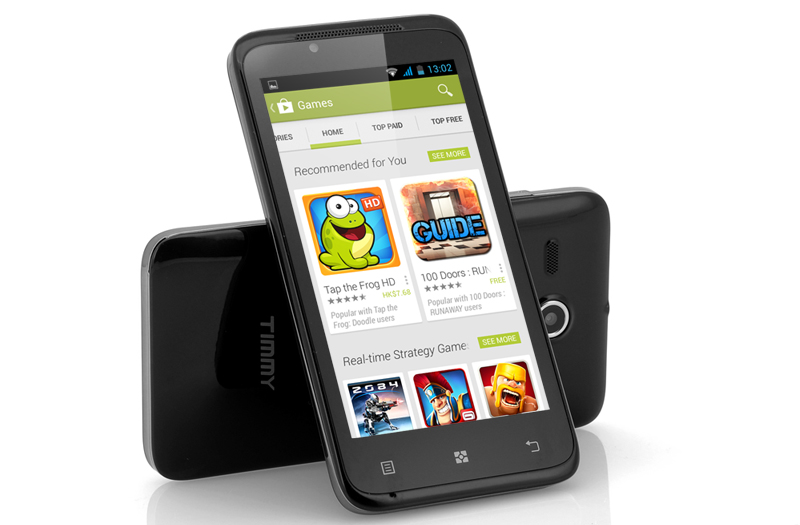 13:02
Games
ORIES HOME TOP PAID TOP FREE
Recommended for You SEE MORE
HD
GUIDE
Tap the Frog HD
HK$7.68
Popular with Tap the
Frog: Doodle users
100 Doors : RUN
FREE
Popular with 100 Doors :
RUNAWAY users
Real-time Strategy Game SEE MORE
2084
TIMMY